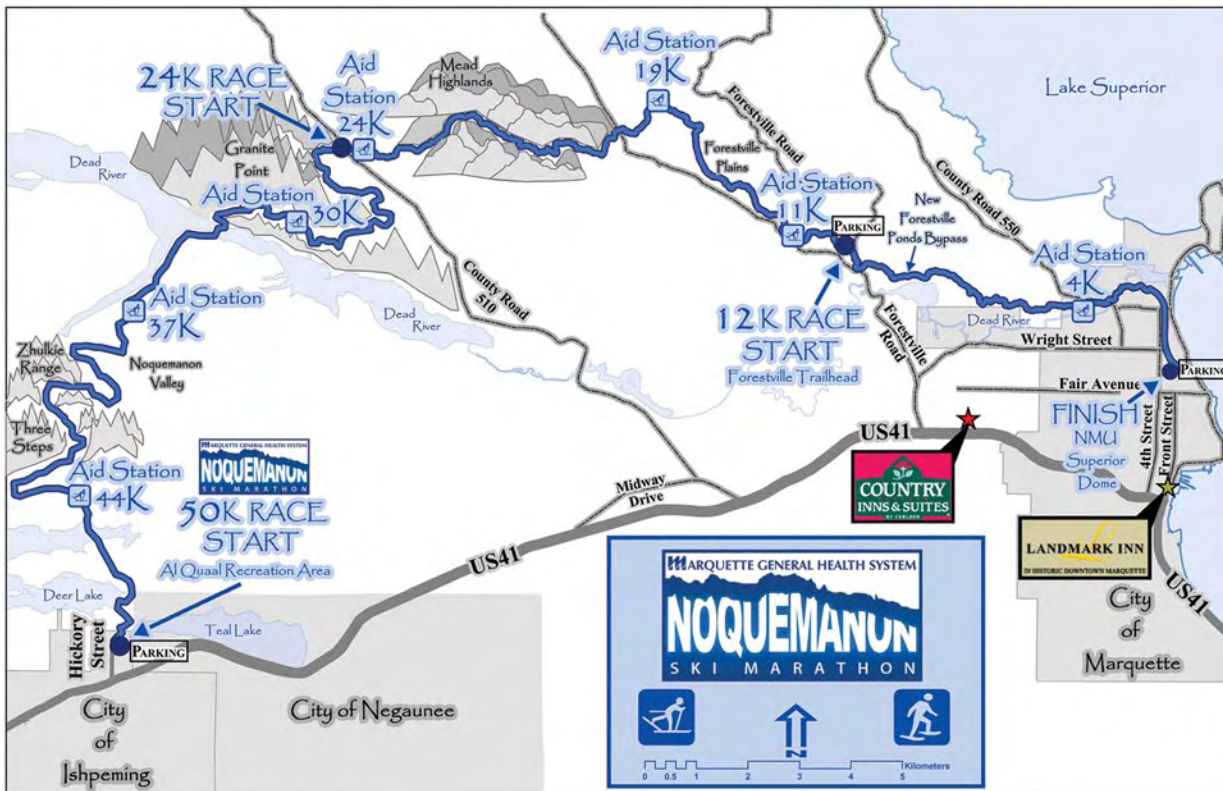 Aid Station
19K
Lake Superior
24K RACE
START
Aid
Station
24K
Mead
Highlands
Forestville Road
Forestville
Plains
Dead
River
Granite
Point
Aid Station
30K
Aid Station
11K
PARKING
New
Forestville
Ponds Bypass
County Road 550
Aid Station
4K
Aid Station
37K
County Road
510
Dead
River
12K RACE
START
Forestville Trailhead
Forestville
Road
Dead River
Wright Street
PARKING
Zhulkie
Range
Noquemanon
Valley
Fair Avenue
FINISH
NMU
Superior
Dome
4th Street
Front Street
Three
Steps
US41
COUNTRY
INNS & SUITES
BY CARLSON
Aid Station
44K
MARQUETTE GENERAL HEALTH SYSTEM
NOQUEMANON
SKI MARATHON
50K RACE
START
Al Quaal Recreation Area
Midway
Drive
US41
LANDMARK INN
IN HISTORIC DOWNTOWN MARQUETTE
US41
City
of
Marquette
Deer Lake
Hickory
Street
Teal Lake
PARKING
City
of
Ishpeming
City of Negaunee
MARQUETTE GENERAL HEALTH SYSTEM
NOQUEMANON
SKI MARATHON
N
Kilometers
0 0.5 1 2 3 4 5